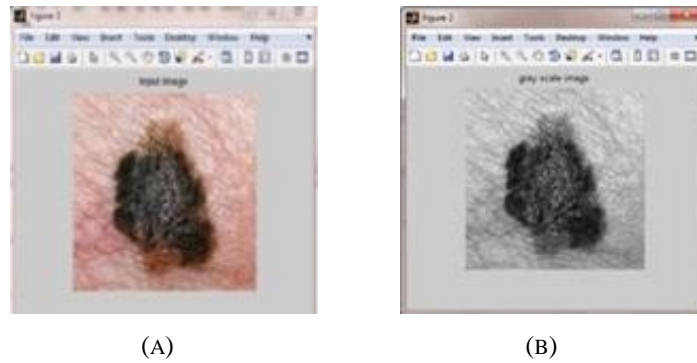 Figure 1
File Edit View Insert Tools Desktop Window Help
Input image
(A)
Figure 2
File Edit View Insert Tools Desktop Window Help
gray scale image
(B)